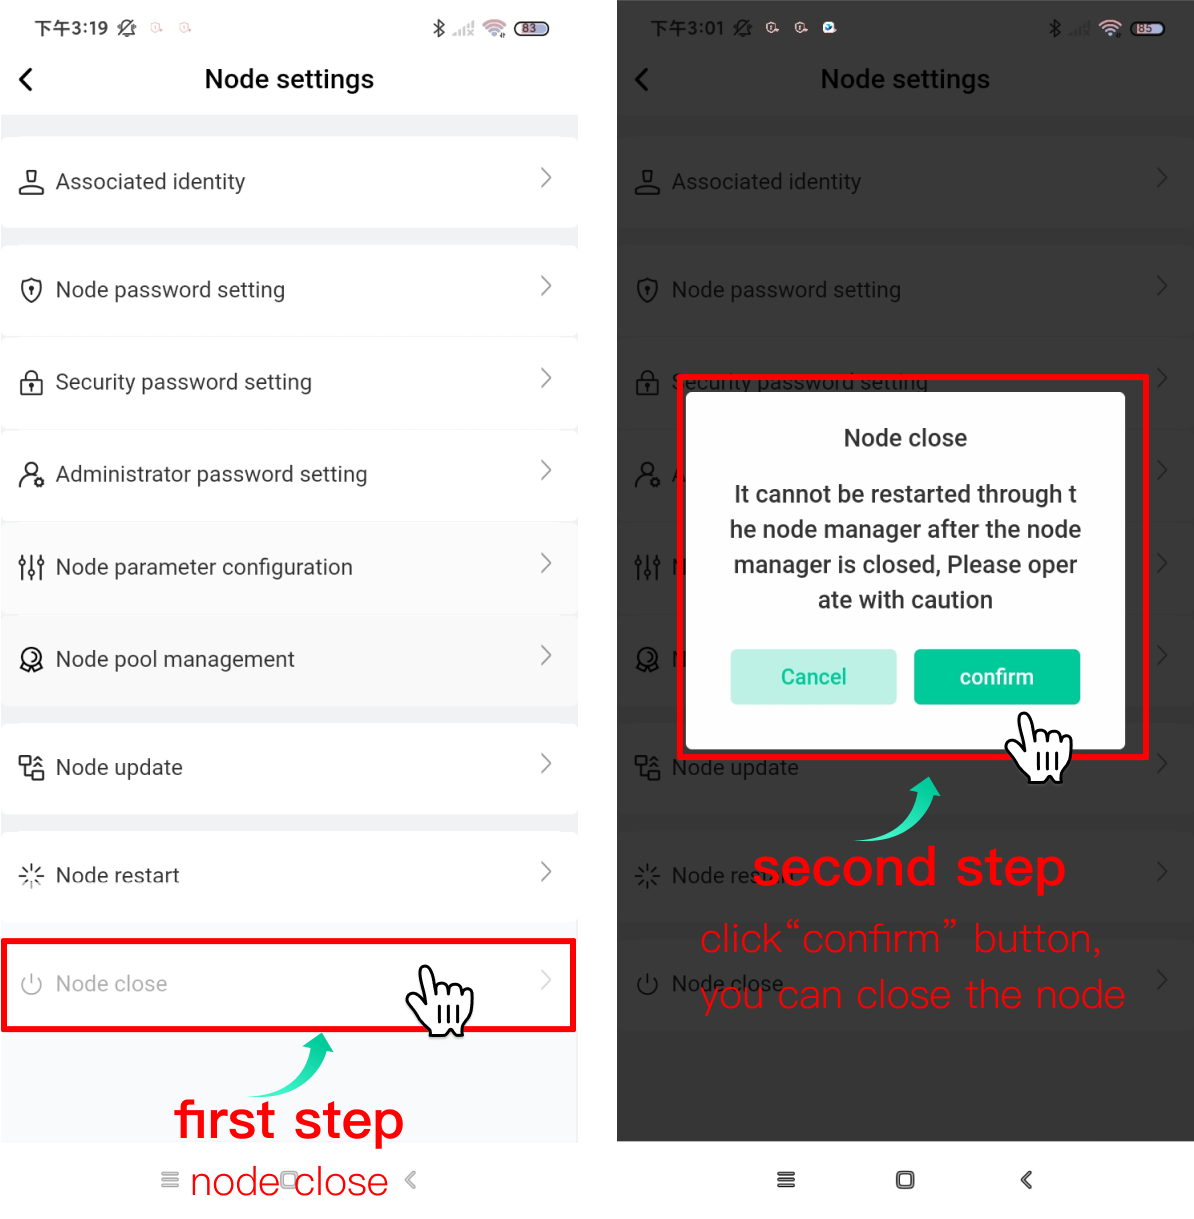 下午3:19
83
Node settings
Associated identity
Node password setting
Security password setting
Administrator password setting
Node parameter configuration
Node pool management
Node update
Node restart
Node close
first step
node close
下午3:01
85
Node settings
Associated identity
Node password setting
Security password setting
Node close
It cannot be restarted through t
he node manager after the node
manager is closed, Please oper
ate with caution
Cancel
confirm
Node update
second step
Node restart
click“confirm” button,
Node close
you can close the node